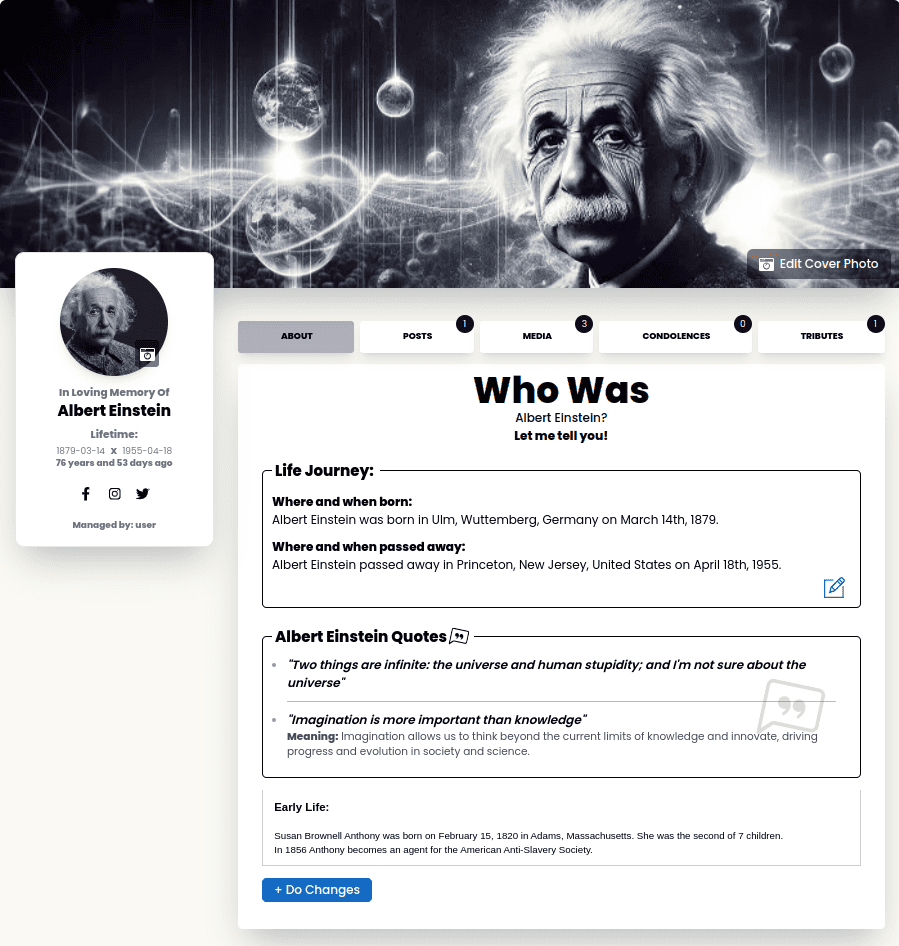 Edit Cover Photo
In Loving Memory Of
Albert Einstein
Lifetime:
1879-03-14 X 1955-04-18
76 years and 53 days ago
Managed by: user
ABOUT
POSTS 1
MEDIA 3
CONDOLENCES 0
TRIBUTES 1
Who Was
Albert Einstein?
Let me tell you!
Life Journey:
Where and when born:
Albert Einstein was born in Ulm, Wuttemberg, Germany on March 14th, 1879.
Where and when passed away:
Albert Einstein passed away in Princeton, New Jersey, United States on April 18th, 1955.
Albert Einstein Quotes
"Two things are infinite: the universe and human stupidity; and I'm not sure about the
universe"
"Imagination is more important than knowledge"
Meaning: Imagination allows us to think beyond the current limits of knowledge and innovate, driving
progress and evolution in society and science.
Early Life:
Susan Brownell Anthony was born on February 15, 1820 in Adams, Massachusetts. She was the second of 7 children.
In 1856 Anthony becomes an agent for the American Anti-Slavery Society.
+ Do Changes